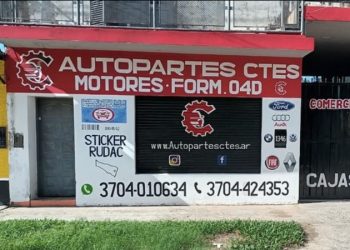 AUTOPARTES CTES
MOTORES · FORM. 04D
COMERC
Ford
Audi
STICKER
RUDAC
www.Autopartesctes.ar
FIAT
3704-010634
3704-424353
CAJAS